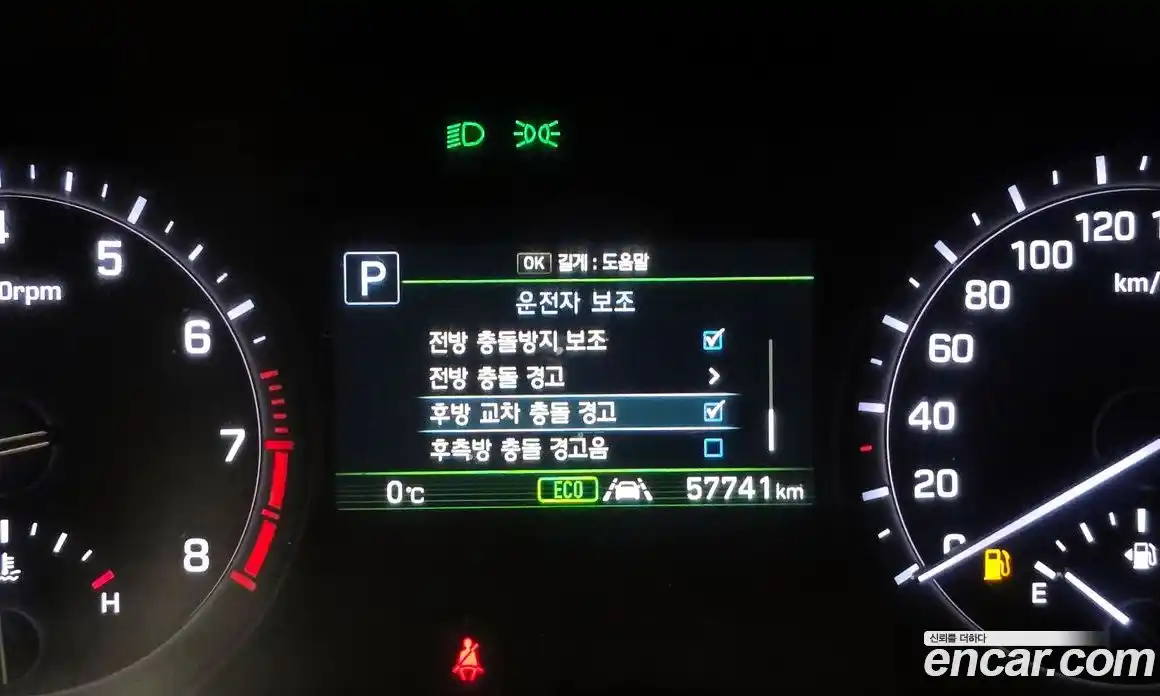 P
OK 길게 : 도움말
운전자 보조
전방 충돌방지 보조
전방 충돌 경고 >
후방 교차 충돌 경고
후측방 충돌 경고음
0℃ ECO 57741km
4
5
6
7
8
H
120
100
80
60
40
20
0
km/
E
신뢰를 더하다
encar.com